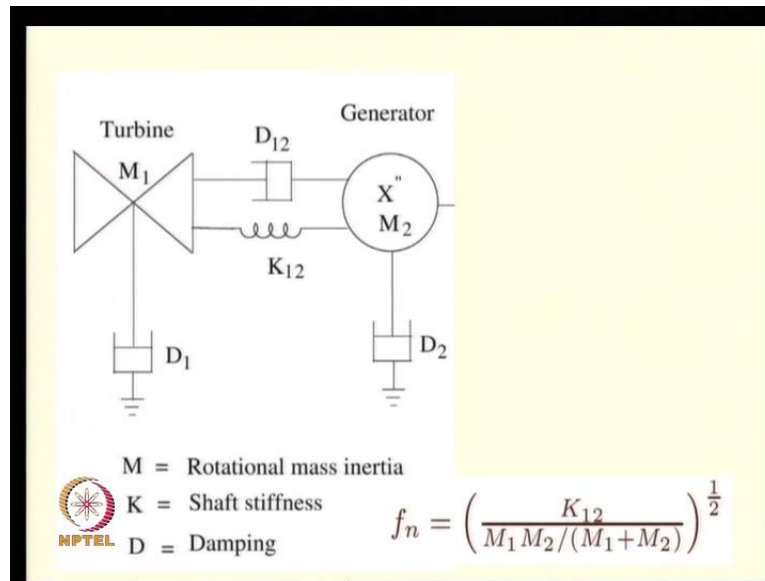 Turbine
Generator
M₁
D₁₂
X"
M₂
K₁₂
D₁
D₂
M = Rotational mass inertia
K = Shaft stiffness
D = Damping
f_n = (K₁₂ / (M₁M₂/(M₁+M₂)))^(1/2)
NPTEL